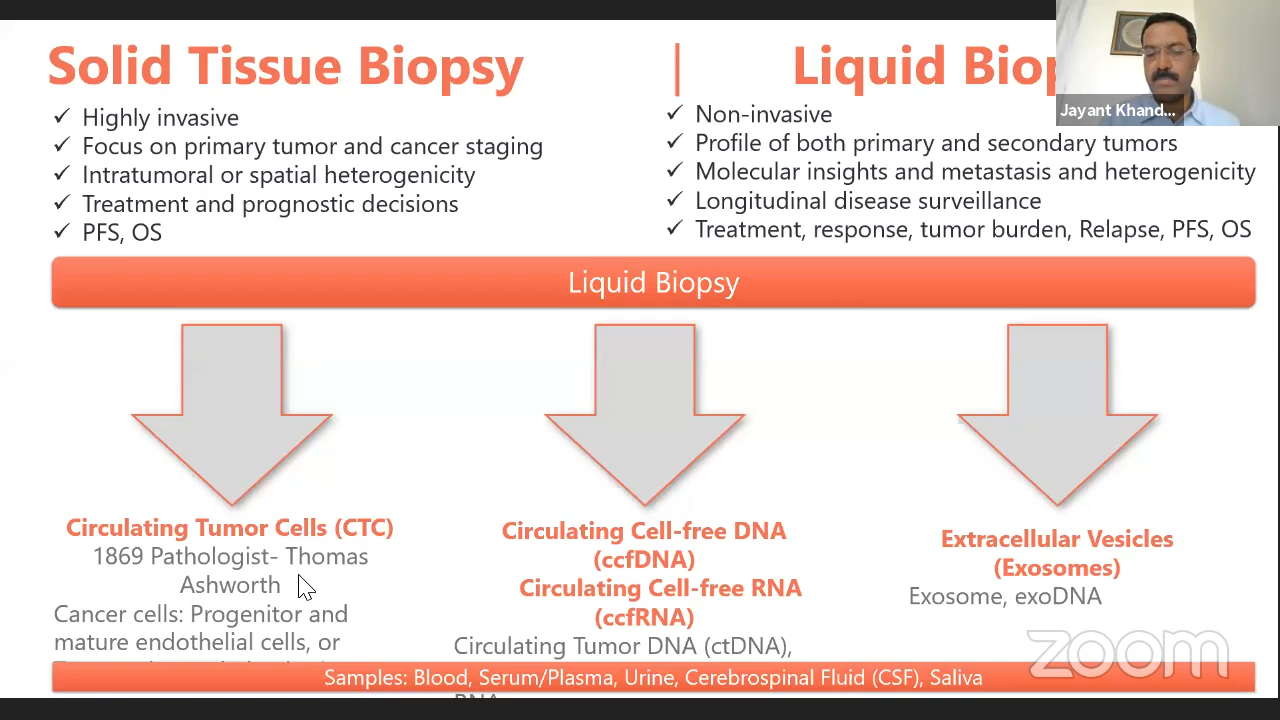 Solid Tissue Biopsy | Liquid Biop
Highly invasive
Focus on primary tumor and cancer staging
Intratumoral or spatial heterogenicity
Treatment and prognostic decisions
PFS, OS
Non-invasive
Profile of both primary and secondary tumors
Molecular insights and metastasis and heterogenicity
Longitudinal disease surveillance
Treatment, response, tumor burden, Relapse, PFS, OS
Jayant Khand...
Liquid Biopsy
Circulating Tumor Cells (CTC)
1869 Pathologist- Thomas
Ashworth
Cancer cells: Progenitor and
mature endothelial cells, or
Circulating Cell-free DNA
(ccfDNA)
Circulating Cell-free RNA
(ccfRNA)
Circulating Tumor DNA (ctDNA),
Extracellular Vesicles
(Exosomes)
Exosome, exoDNA
zoom
Samples: Blood, Serum/Plasma, Urine, Cerebrospinal Fluid (CSF), Saliva